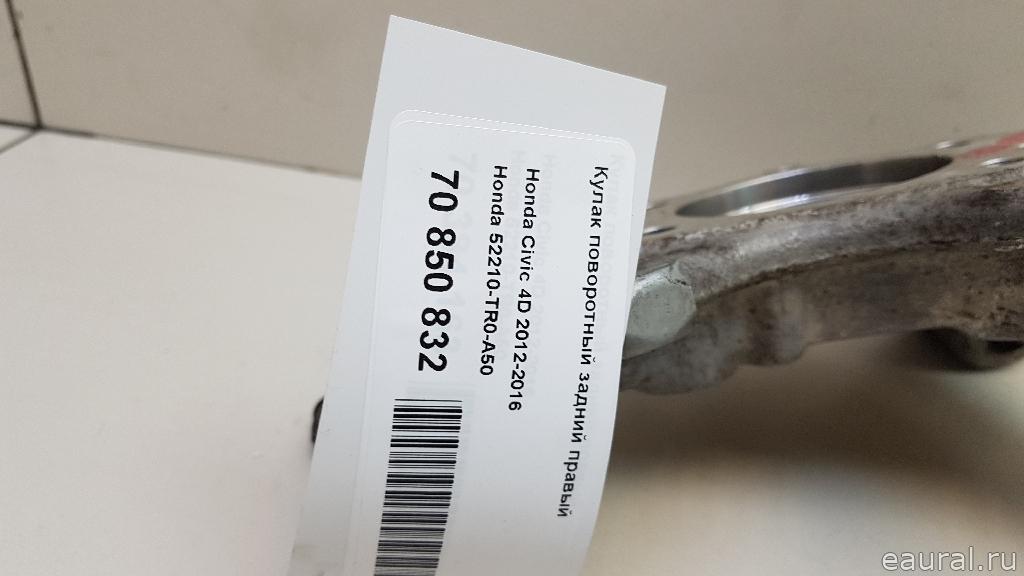 Кулак поворотный задний правый
Honda Civic 4D 2012-2016
Honda 52210-TR0-A50
70 850 832
eaural.ru